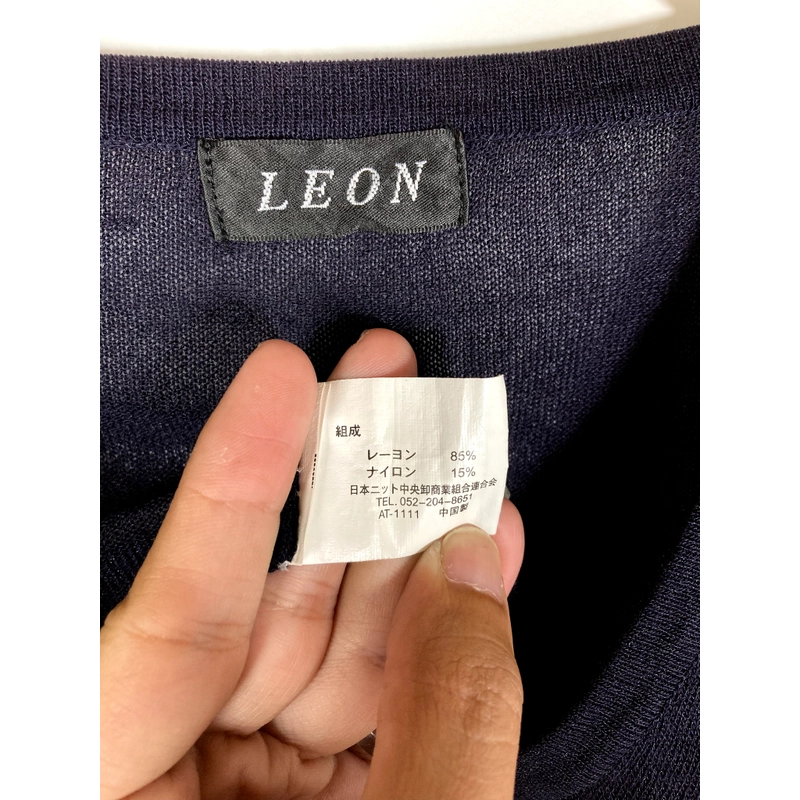 LEON
組成
レーヨン 85%
ナイロン 15%
日本ニット中央卸商業組合連合会
TEL. 052-204-8651
AT-1111 中国製